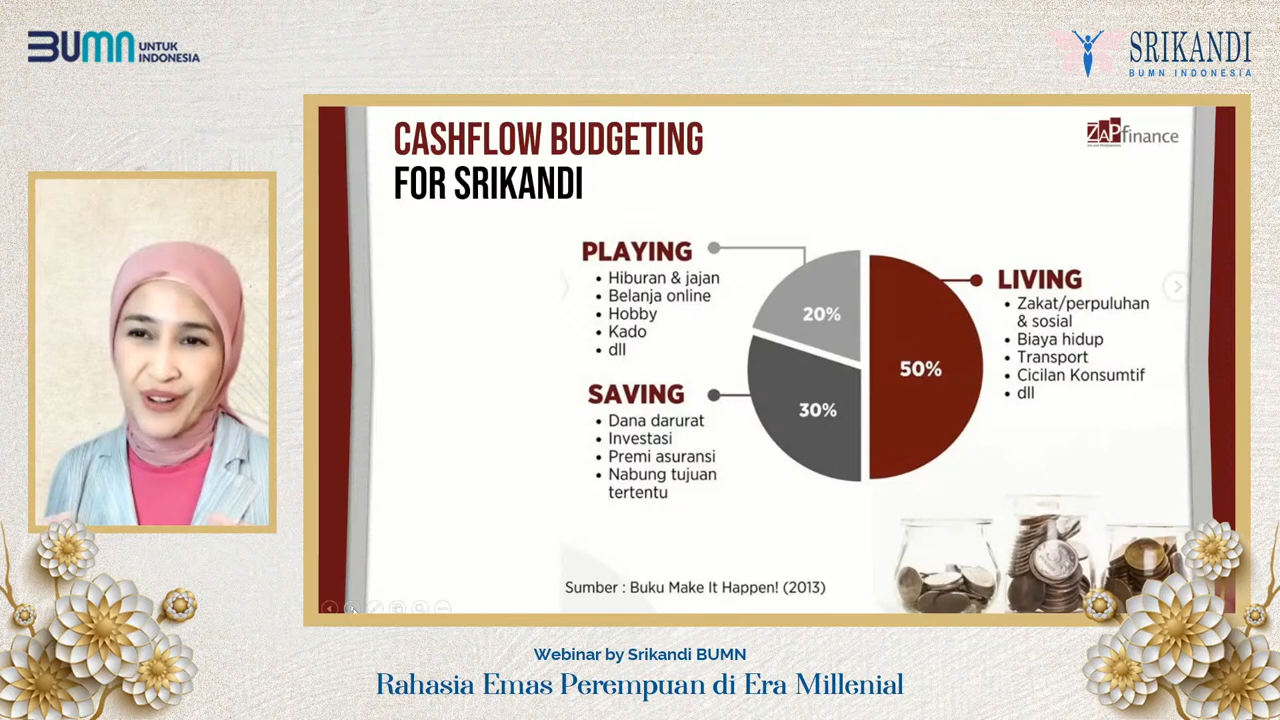 BUMN UNTUK
INDONESIA
SRIKANDI
BUMN INDONESIA
CASHFLOW BUDGETING
FOR SRIKANDI
ZAPfinance
PLAYING
• Hiburan & jajan
• Belanja online
• Hobby
• Kado
• dll
20%
LIVING
• Zakat/perpuluhan
& sosial
• Biaya hidup
• Transport
• Cicilan Konsumtif
• dll
50%
SAVING
• Dana darurat
• Investasi
• Premi asuransi
• Nabung tujuan
tertentu
30%
Sumber : Buku Make It Happen! (2013)
Webinar by Srikandi BUMN
Rahasia Emas Perempuan di Era Millenial